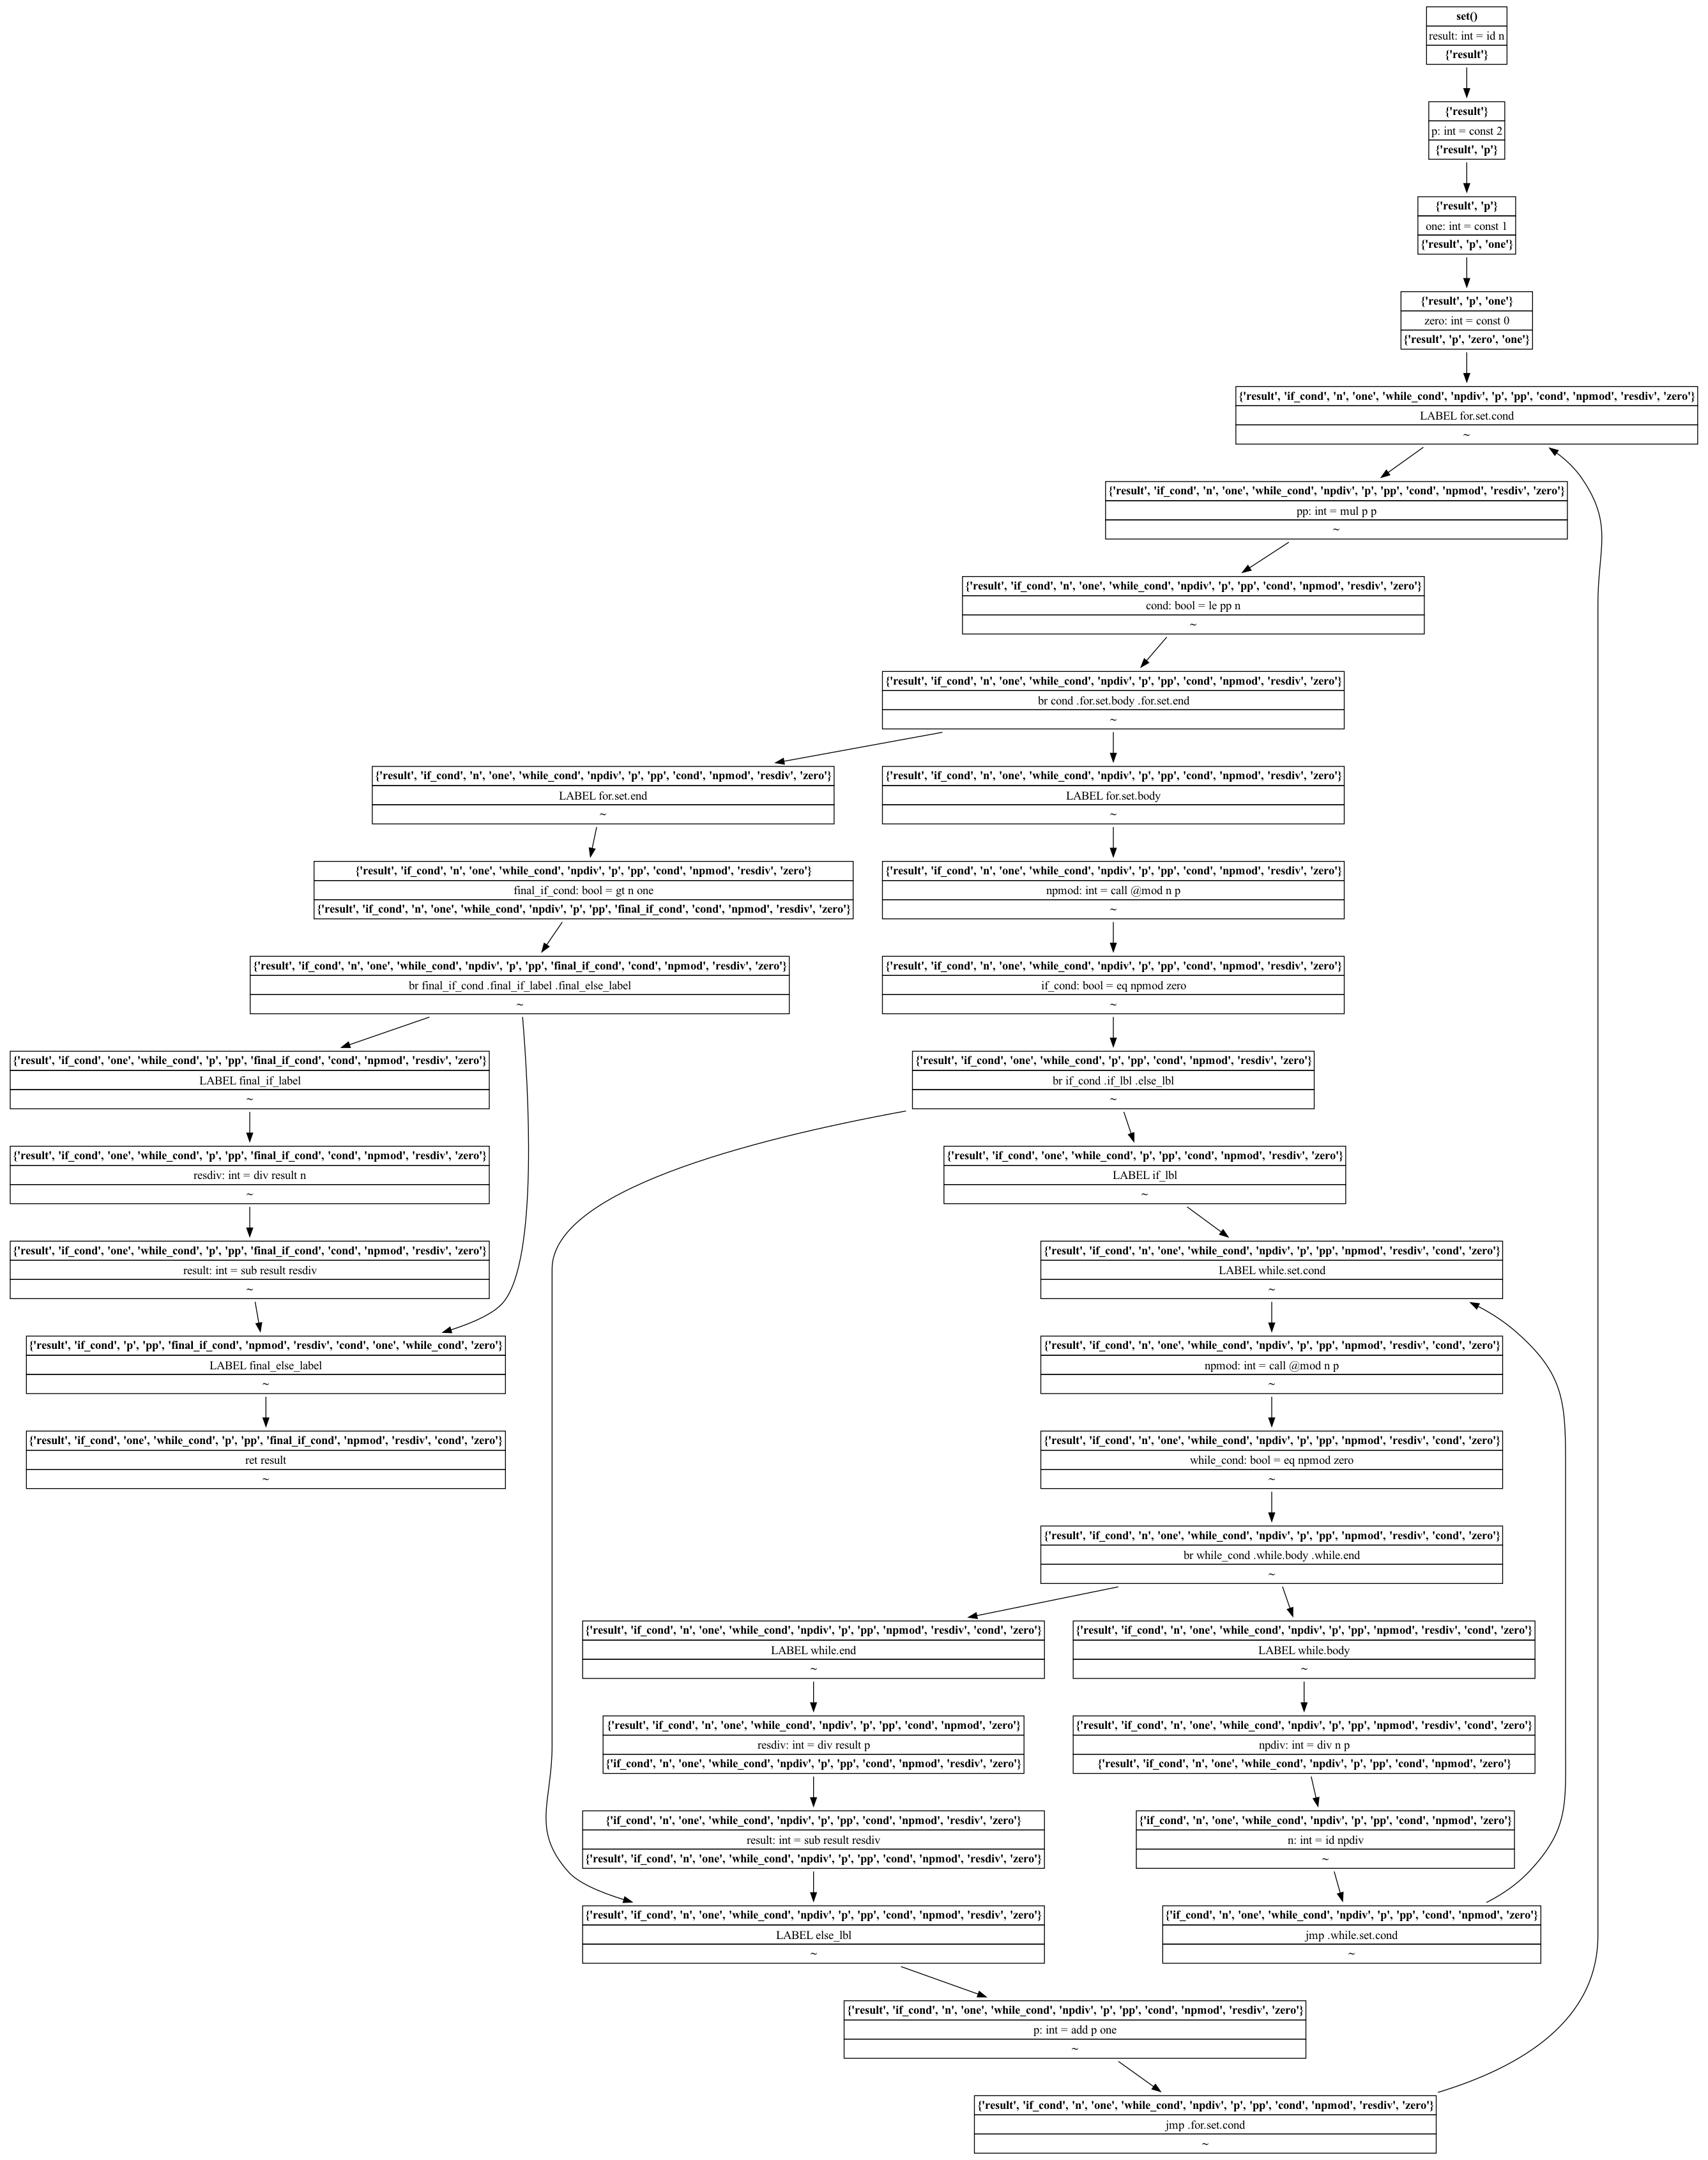 set()
result: int = id n
{'result'}
{'result'}
p: int = const 2
{'result', 'p'}
{'result', 'p'}
one: int = const 1
{'result', 'p', 'one'}
{'result', 'p', 'one'}
zero: int = const 0
{'result', 'p', 'zero', 'one'}
{'result', 'if_cond', 'n', 'one', 'while_cond', 'npdiv', 'p', 'pp', 'cond', 'npmod', 'resdiv', 'zero'}
LABEL for.set.cond
~
{'result', 'if_cond', 'n', 'one', 'while_cond', 'npdiv', 'p', 'pp', 'cond', 'npmod', 'resdiv', 'zero'}
pp: int = mul p p
~
{'result', 'if_cond', 'n', 'one', 'while_cond', 'npdiv', 'p', 'pp', 'cond', 'npmod', 'resdiv', 'zero'}
cond: bool = le pp n
~
{'result', 'if_cond', 'n', 'one', 'while_cond', 'npdiv', 'p', 'pp', 'cond', 'npmod', 'resdiv', 'zero'}
br cond .for.set.body .for.set.end
~
{'result', 'if_cond', 'n', 'one', 'while_cond', 'npdiv', 'p', 'pp', 'cond', 'npmod', 'resdiv', 'zero'}
LABEL for.set.end
~
{'result', 'if_cond', 'n', 'one', 'while_cond', 'npdiv', 'p', 'pp', 'cond', 'npmod', 'resdiv', 'zero'}
LABEL for.set.body
~
{'result', 'if_cond', 'n', 'one', 'while_cond', 'npdiv', 'p', 'pp', 'cond', 'npmod', 'resdiv', 'zero'}
final_if_cond: bool = gt n one
{'result', 'if_cond', 'n', 'one', 'while_cond', 'npdiv', 'p', 'pp', 'final_if_cond', 'cond', 'npmod', 'resdiv', 'zero'}
{'result', 'if_cond', 'n', 'one', 'while_cond', 'npdiv', 'p', 'pp', 'cond', 'npmod', 'resdiv', 'zero'}
npmod: int = call @mod n p
~
{'result', 'if_cond', 'n', 'one', 'while_cond', 'npdiv', 'p', 'pp', 'final_if_cond', 'cond', 'npmod', 'resdiv', 'zero'}
br final_if_cond .final_if_label .final_else_label
~
{'result', 'if_cond', 'n', 'one', 'while_cond', 'npdiv', 'p', 'pp', 'cond', 'npmod', 'resdiv', 'zero'}
if_cond: bool = eq npmod zero
~
{'result', 'if_cond', 'one', 'while_cond', 'p', 'pp', 'final_if_cond', 'cond', 'npmod', 'resdiv', 'zero'}
LABEL final_if_label
~
{'result', 'if_cond', 'one', 'while_cond', 'p', 'pp', 'cond', 'npmod', 'resdiv', 'zero'}
br if_cond .if_lbl .else_lbl
~
{'result', 'if_cond', 'one', 'while_cond', 'p', 'pp', 'final_if_cond', 'cond', 'npmod', 'resdiv', 'zero'}
resdiv: int = div result n
~
{'result', 'if_cond', 'one', 'while_cond', 'p', 'pp', 'cond', 'npmod', 'resdiv', 'zero'}
LABEL if_lbl
~
{'result', 'if_cond', 'one', 'while_cond', 'p', 'pp', 'final_if_cond', 'cond', 'npmod', 'resdiv', 'zero'}
result: int = sub result resdiv
~
{'result', 'if_cond', 'n', 'one', 'while_cond', 'npdiv', 'p', 'pp', 'npmod', 'resdiv', 'cond', 'zero'}
LABEL while.set.cond
~
{'result', 'if_cond', 'p', 'pp', 'final_if_cond', 'npmod', 'resdiv', 'cond', 'one', 'while_cond', 'zero'}
LABEL final_else_label
~
{'result', 'if_cond', 'n', 'one', 'while_cond', 'npdiv', 'p', 'pp', 'npmod', 'resdiv', 'cond', 'zero'}
npmod: int = call @mod n p
~
{'result', 'if_cond', 'one', 'while_cond', 'p', 'pp', 'final_if_cond', 'npmod', 'resdiv', 'cond', 'zero'}
ret result
~
{'result', 'if_cond', 'n', 'one', 'while_cond', 'npdiv', 'p', 'pp', 'npmod', 'resdiv', 'cond', 'zero'}
while_cond: bool = eq npmod zero
~
{'result', 'if_cond', 'n', 'one', 'while_cond', 'npdiv', 'p', 'pp', 'npmod', 'resdiv', 'cond', 'zero'}
br while_cond .while.body .while.end
~
{'result', 'if_cond', 'n', 'one', 'while_cond', 'npdiv', 'p', 'pp', 'npmod', 'resdiv', 'cond', 'zero'}
LABEL while.end
~
{'result', 'if_cond', 'n', 'one', 'while_cond', 'npdiv', 'p', 'pp', 'npmod', 'resdiv', 'cond', 'zero'}
LABEL while.body
~
{'result', 'if_cond', 'n', 'one', 'while_cond', 'npdiv', 'p', 'pp', 'cond', 'npmod', 'zero'}
resdiv: int = div result p
{'if_cond', 'n', 'one', 'while_cond', 'npdiv', 'p', 'pp', 'cond', 'npmod', 'resdiv', 'zero'}
{'result', 'if_cond', 'n', 'one', 'while_cond', 'npdiv', 'p', 'pp', 'npmod', 'resdiv', 'cond', 'zero'}
npdiv: int = div n p
{'result', 'if_cond', 'n', 'one', 'while_cond', 'npdiv', 'p', 'pp', 'cond', 'npmod', 'zero'}
{'if_cond', 'n', 'one', 'while_cond', 'npdiv', 'p', 'pp', 'cond', 'npmod', 'resdiv', 'zero'}
result: int = sub result resdiv
{'result', 'if_cond', 'n', 'one', 'while_cond', 'npdiv', 'p', 'pp', 'cond', 'npmod', 'resdiv', 'zero'}
{'if_cond', 'n', 'one', 'while_cond', 'npdiv', 'p', 'pp', 'cond', 'npmod', 'zero'}
n: int = id npdiv
~
{'result', 'if_cond', 'n', 'one', 'while_cond', 'npdiv', 'p', 'pp', 'cond', 'npmod', 'resdiv', 'zero'}
LABEL else_lbl
~
{'if_cond', 'n', 'one', 'while_cond', 'npdiv', 'p', 'pp', 'cond', 'npmod', 'zero'}
jmp .while.set.cond
~
{'result', 'if_cond', 'n', 'one', 'while_cond', 'npdiv', 'p', 'pp', 'cond', 'npmod', 'resdiv', 'zero'}
p: int = add p one
~
{'result', 'if_cond', 'n', 'one', 'while_cond', 'npdiv', 'p', 'pp', 'cond', 'npmod', 'resdiv', 'zero'}
jmp .for.set.cond
~